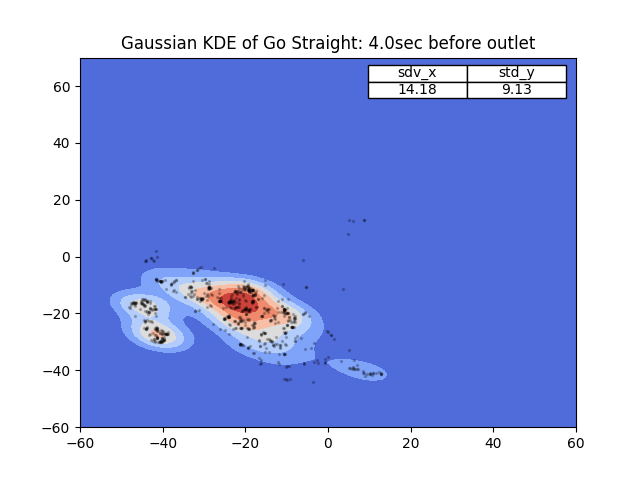 Gaussian KDE of Go Straight: 4.0sec before outlet
sdv_x std_y
14.18 9.13
60
40
20
0
−20
−40
−60
−60 −40 −20 0 20 40 60